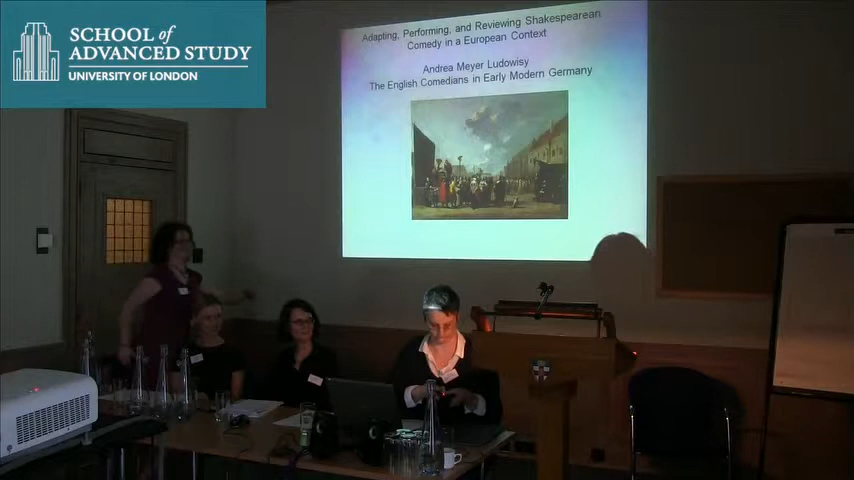 SCHOOL of
ADVANCED STUDY
UNIVERSITY OF LONDON
Adapting, Performing, and Reviewing Shakespearean
Comedy in a European Context
Andrea Meyer Ludowisy
The English Comedians in Early Modern Germany